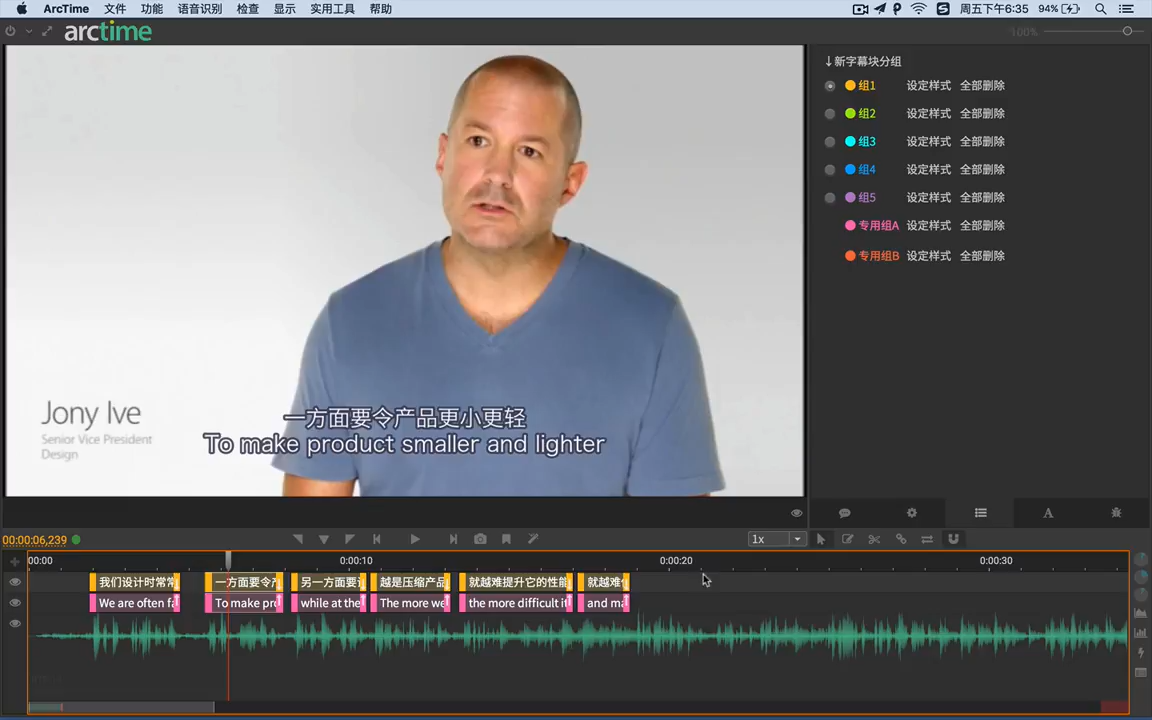 ArcTime 文件 功能 语音识别 检查 显示 实用工具 帮助 周五下午6:35 94%
arctime 100%
↓新字幕块分组
组1 设定样式 全部删除
组2 设定样式 全部删除
组3 设定样式 全部删除
组4 设定样式 全部删除
组5 设定样式 全部删除
专用组A 设定样式 全部删除
专用组B 设定样式 全部删除
Jony Ive
Senior Vice President
Design
一方面要令产品更小更轻
To make product smaller and lighter
00:00:06,239 1x
00:00 0:00:10 0:00:20 0:00:30
我们设计时常常 一方面要令产 另一方面要 越是压缩产品 就越难提升它的性能 就越难
We are often fa To make pro while at the The more we the more difficult it and ma